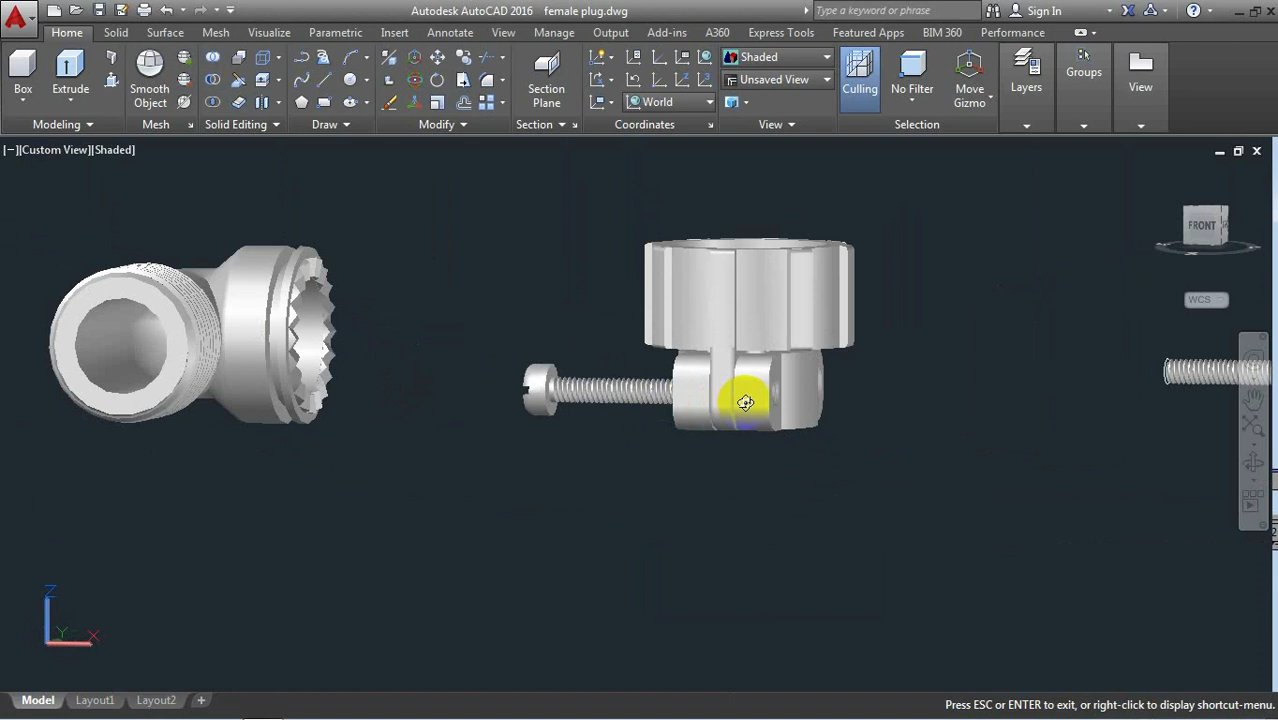 Autodesk AutoCAD 2016 female plug.dwg
Type a keyword or phrase
Sign In
Home Solid Surface Mesh Visualize Parametric Insert Annotate View Manage Output Add-ins A360 Express Tools Featured Apps BIM 360 Performance
Box
Extrude
Smooth Object
Section Plane
Shaded
Unsaved View
World
Culling
No Filter
Move Gizmo
Layers
Groups
View
Modeling Mesh Solid Editing Draw Modify Section Coordinates View Selection
[−][Custom View][Shaded]
FRONT
WCS
Z
Y X
Model Layout1 Layout2 +
Press ESC or ENTER to exit, or right-click to display shortcut-menu.